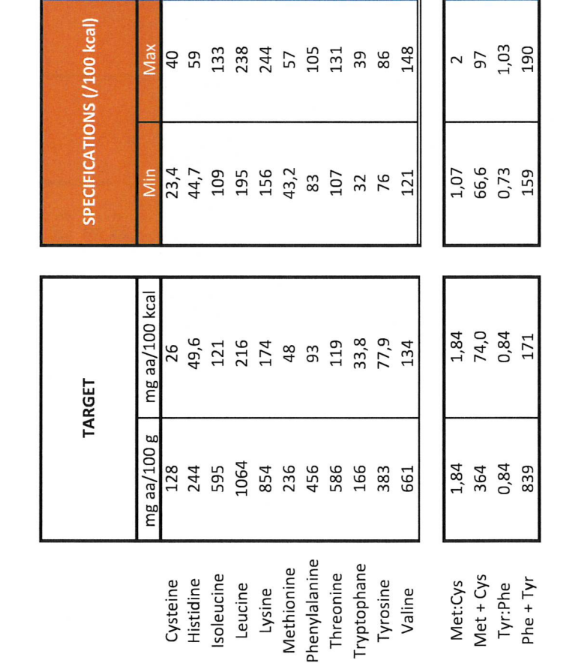 TARGET SPECIFICATIONS (/100 kcal)
mg aa/100 g mg aa/100 kcal Min Max
Cysteine 128 26 23,4 40
Histidine 244 49,6 44,7 59
Isoleucine 595 121 109 133
Leucine 1064 216 195 238
Lysine 854 174 156 244
Methionine 236 48 43,2 57
Phenylalanine 456 93 83 105
Threonine 586 119 107 131
Tryptophane 166 33,8 32 39
Tyrosine 383 77,9 76 86
Valine 661 134 121 148
Met:Cys 1,84 1,84 1,07 2
Met + Cys 364 74,0 66,6 97
Tyr:Phe 0,84 0,84 0,73 1,03
Phe + Tyr 839 171 159 190